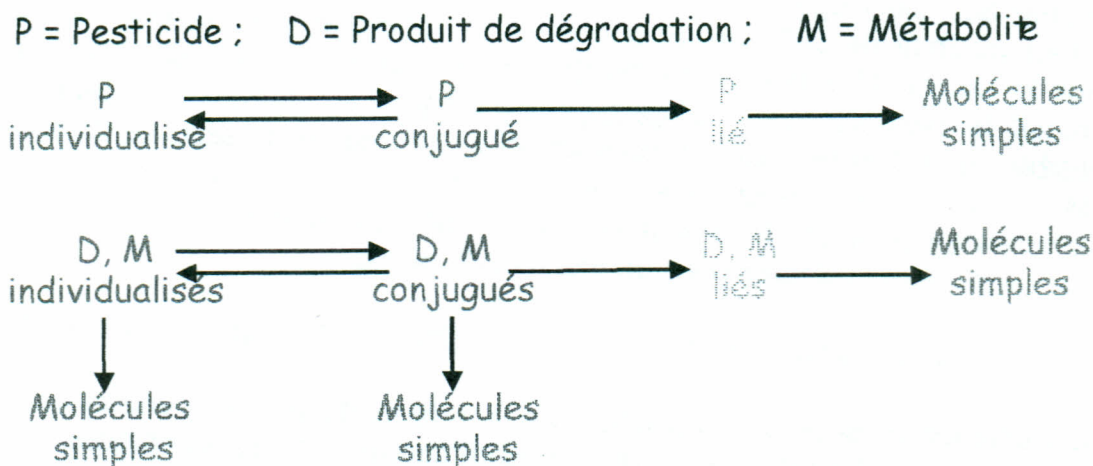 P = Pesticide ; D = Produit de dégradation ; M = Métabolite
P individualisé
P conjugué
P lié
Molécules simples
D, M individualisés
D, M conjugués
D, M liés
Molécules simples
Molécules simples
Molécules simples